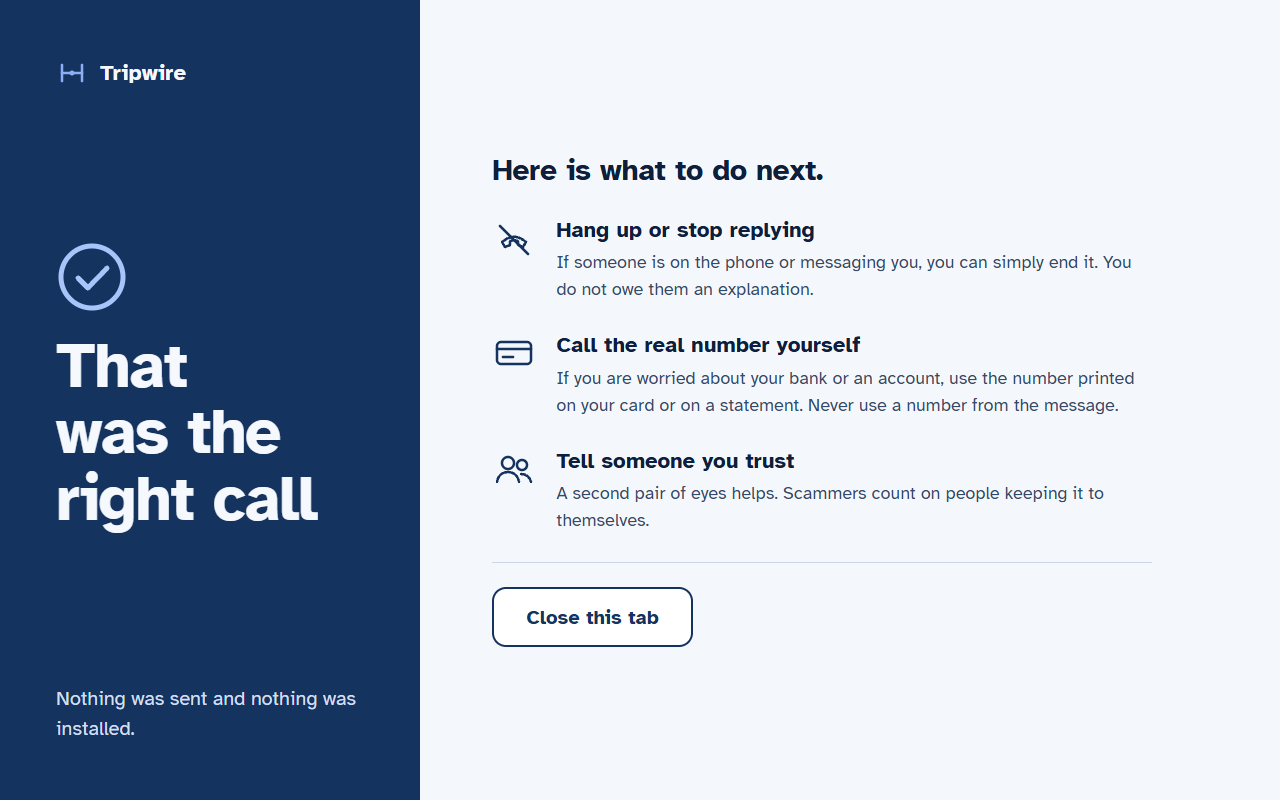 Tripwire
That
was the
right call
Nothing was sent and nothing was
installed.
Here is what to do next.
Hang up or stop replying
If someone is on the phone or messaging you, you can simply end it. You
do not owe them an explanation.
Call the real number yourself
If you are worried about your bank or an account, use the number printed
on your card or on a statement. Never use a number from the message.
Tell someone you trust
A second pair of eyes helps. Scammers count on people keeping it to
themselves.
Close this tab